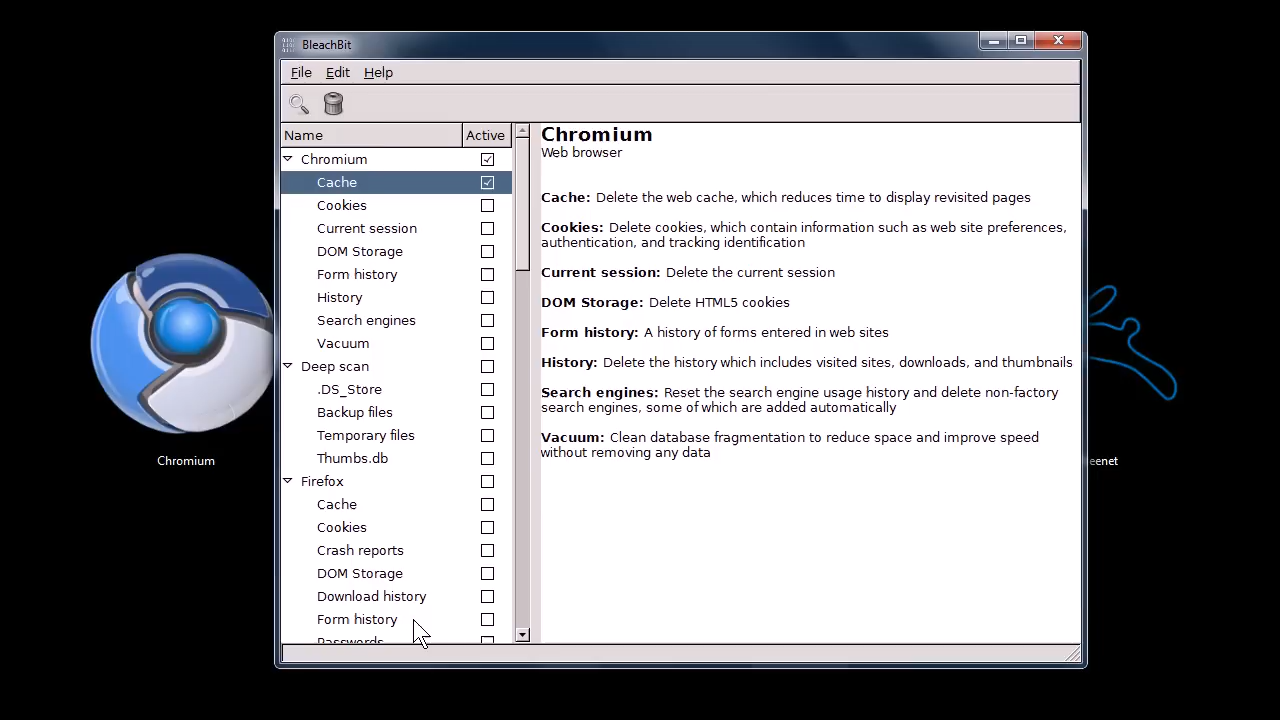 BleachBit
File Edit Help
Name Active
Chromium
Cache
Cookies
Current session
DOM Storage
Form history
History
Search engines
Vacuum
Deep scan
.DS_Store
Backup files
Temporary files
Thumbs.db
Firefox
Cache
Cookies
Crash reports
DOM Storage
Download history
Form history
Passwords
Chromium
Web browser
Cache: Delete the web cache, which reduces time to display revisited pages
Cookies: Delete cookies, which contain information such as web site preferences,
authentication, and tracking identification
Current session: Delete the current session
DOM Storage: Delete HTML5 cookies
Form history: A history of forms entered in web sites
History: Delete the history which includes visited sites, downloads, and thumbnails
Search engines: Reset the search engine usage history and delete non-factory
search engines, some of which are added automatically
Vacuum: Clean database fragmentation to reduce space and improve speed
without removing any data
Chromium
eenet